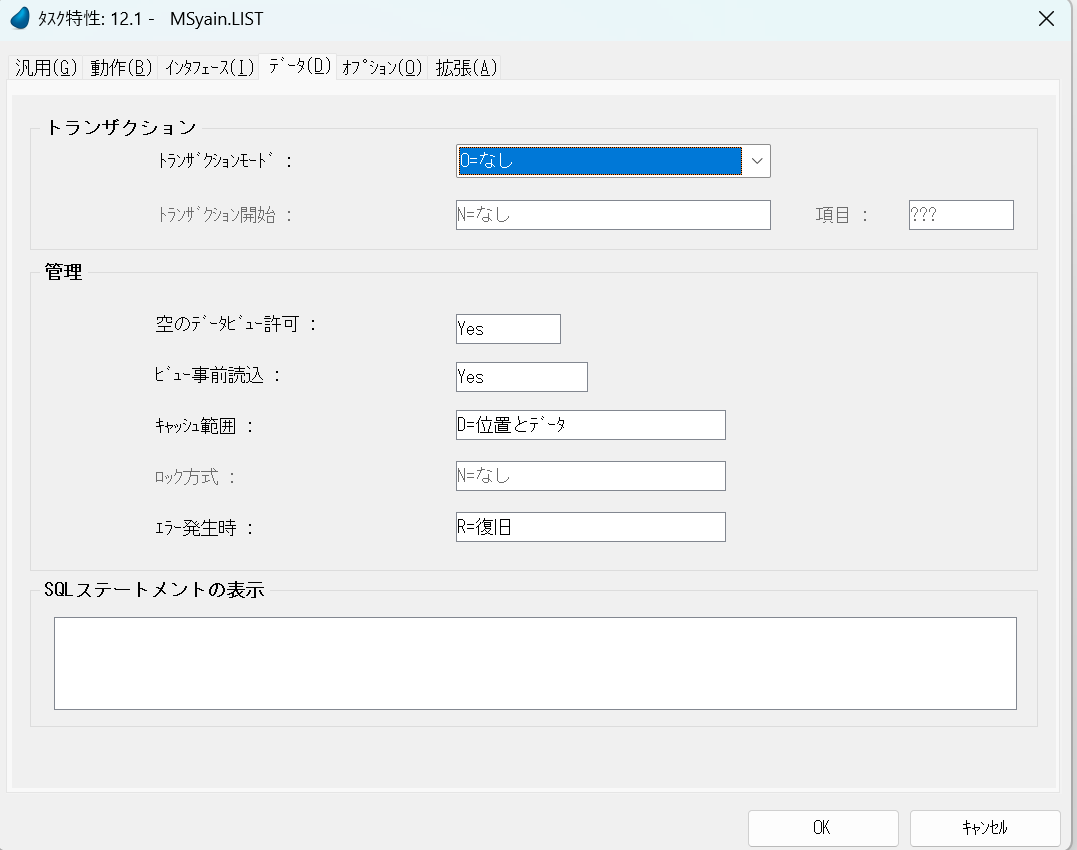 ﾀｽｸ特性: 12.1 - MSyain.LIST
汎用(G) 動作(B) ｲﾝﾀﾌｪｰｽ(I) ﾃﾞｰﾀ(D) ｵﾌﾟｼｮﾝ(O) 拡張(A)
トランザクション
ﾄﾗﾝｻﾞｸｼｮﾝﾓｰﾄﾞ : O=なし
ﾄﾗﾝｻﾞｸｼｮﾝ開始 : N=なし 項目 : ???
管理
空のﾃﾞｰﾀﾋﾞｭｰ許可 : Yes
ﾋﾞｭｰ事前読込 : Yes
ｷｬｯｼｭ範囲 : D=位置とﾃﾞｰﾀ
ﾛｯｸ方式 : N=なし
ｴﾗｰ発生時 : R=復旧
SQLステートメントの表示
OK ｷｬﾝｾﾙ